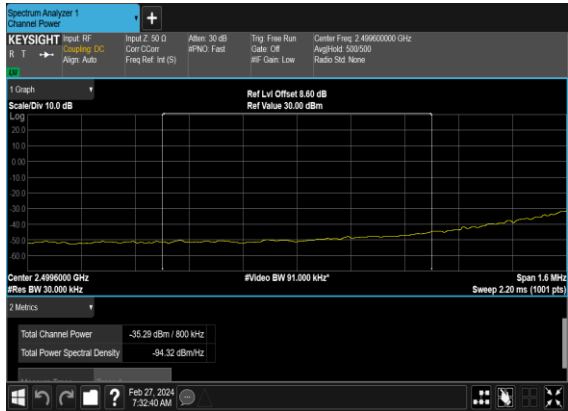 Spectrum Analyzer 1
Channel Power
KEYSIGHT
R T
Input: RF
Coupling: DC
Align: Auto
Input Z: 50 Ω
Corr CCorr
Freq Ref: Int (S)
Atten: 30 dB
#PNO: Fast
Trig: Free Run
Gate: Off
#IF Gain: Low
Center Freq: 2.499600000 GHz
Avg|Hold: 500/500
Radio Std: None
1 Graph
Scale/Div 10.0 dB
Ref Lvl Offset 8.60 dB
Ref Value 30.00 dBm
Log
20.0
10.0
0.00
-10.0
-20.0
-30.0
-40.0
-50.0
-60.0
Center 2.4996000 GHz
#Res BW 30.000 kHz
#Video BW 91.000 kHz*
Span 1.6 MHz
Sweep 2.20 ms (1001 pts)
2 Metrics
Total Channel Power -35.29 dBm / 800 kHz
Total Power Spectral Density -94.32 dBm/Hz
Feb 27, 2024
7:32:40 AM